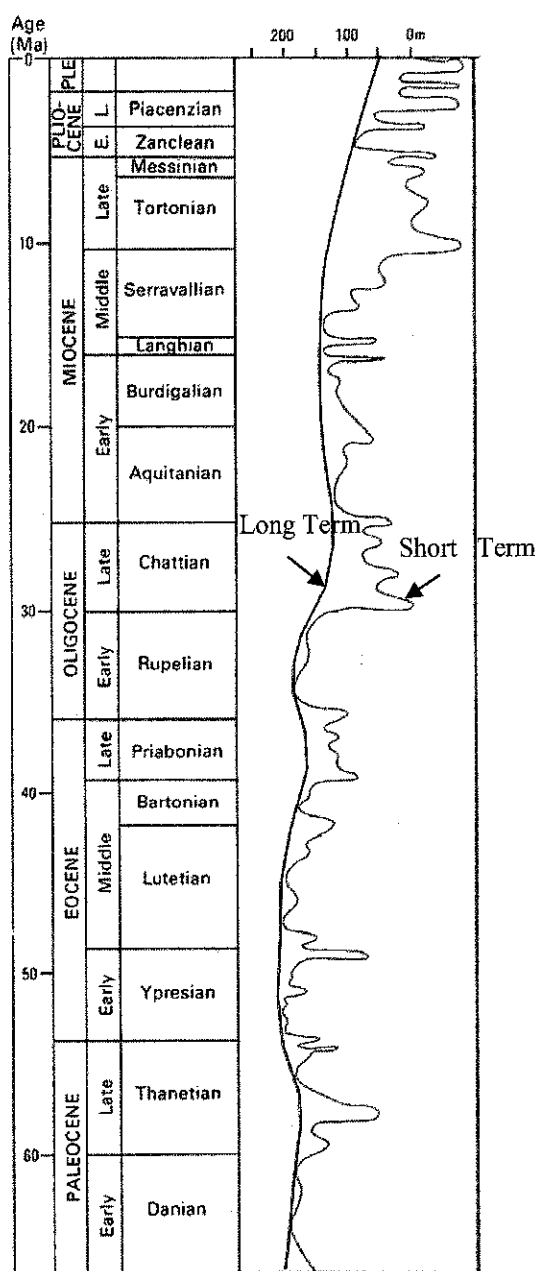 Age
(Ma)
200 100 0m
0
PLE
PLIO-
CENE
L.
Piacenzian
E.
Zanclean
Messinian
Late
Tortonian
10
MIOCENE
Middle
Serravallian
Langhian
Burdigalian
20
Early
Aquitanian
Long Term
Short Term
OLIGOCENE
Late
Chattian
30
Early
Rupelian
Late
Priabonian
40
Bartonian
EOCENE
Middle
Lutetian
50
Early
Ypresian
PALEOCENE
Late
Thanetian
60
Early
Danian